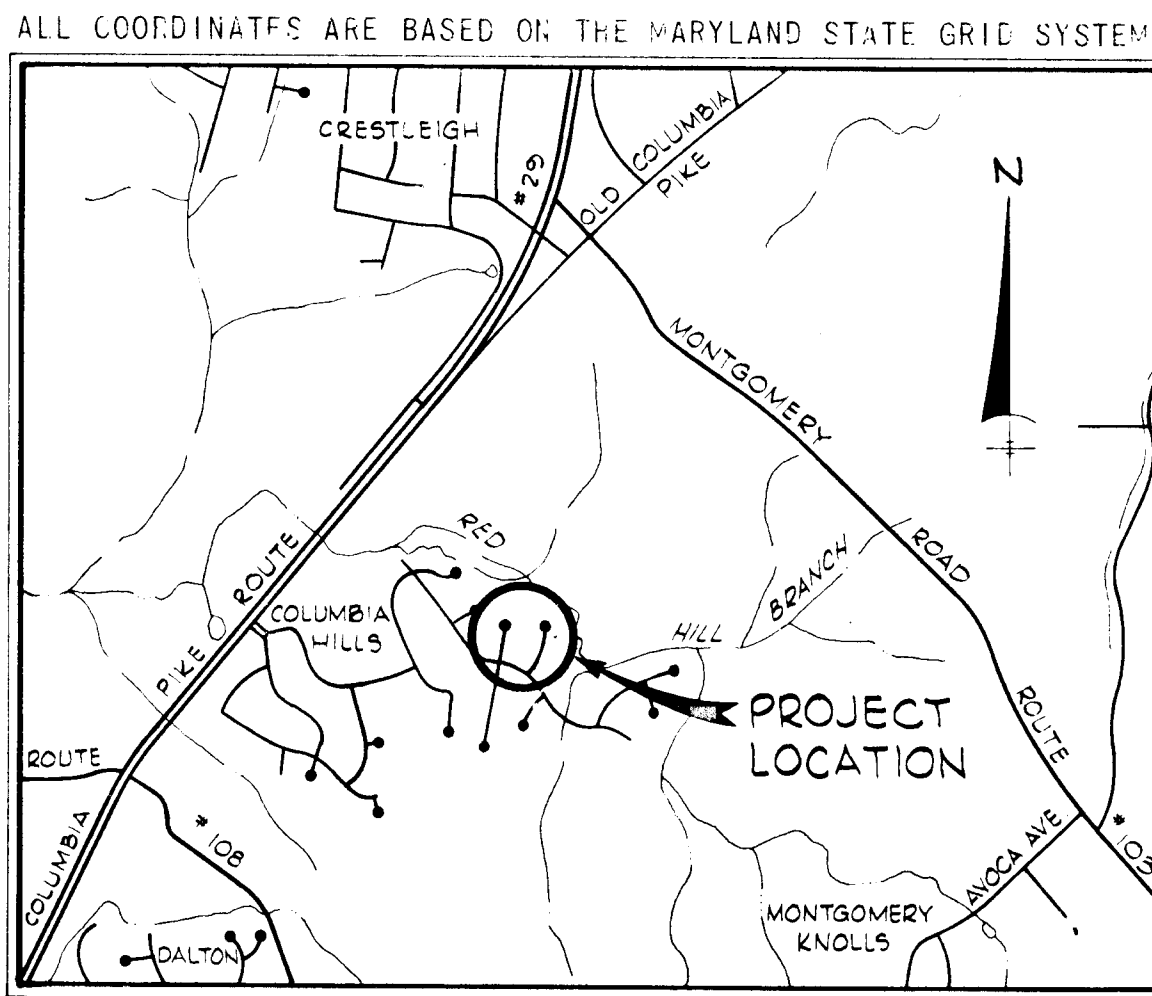 ALL COORDINATES ARE BASED ON THE MARYLAND STATE GRID SYSTEM
CRESTLEIGH
#29
OLD COLUMBIA
PIKE
N
MONTGOMERY ROAD ROUTE #103
RED HILL BRANCH
COLUMBIA PIKE ROUTE
COLUMBIA
HILLS
PROJECT
LOCATION
ROUTE #108
AVOCA AVE
MONTGOMERY
KNOLLS
DALTON